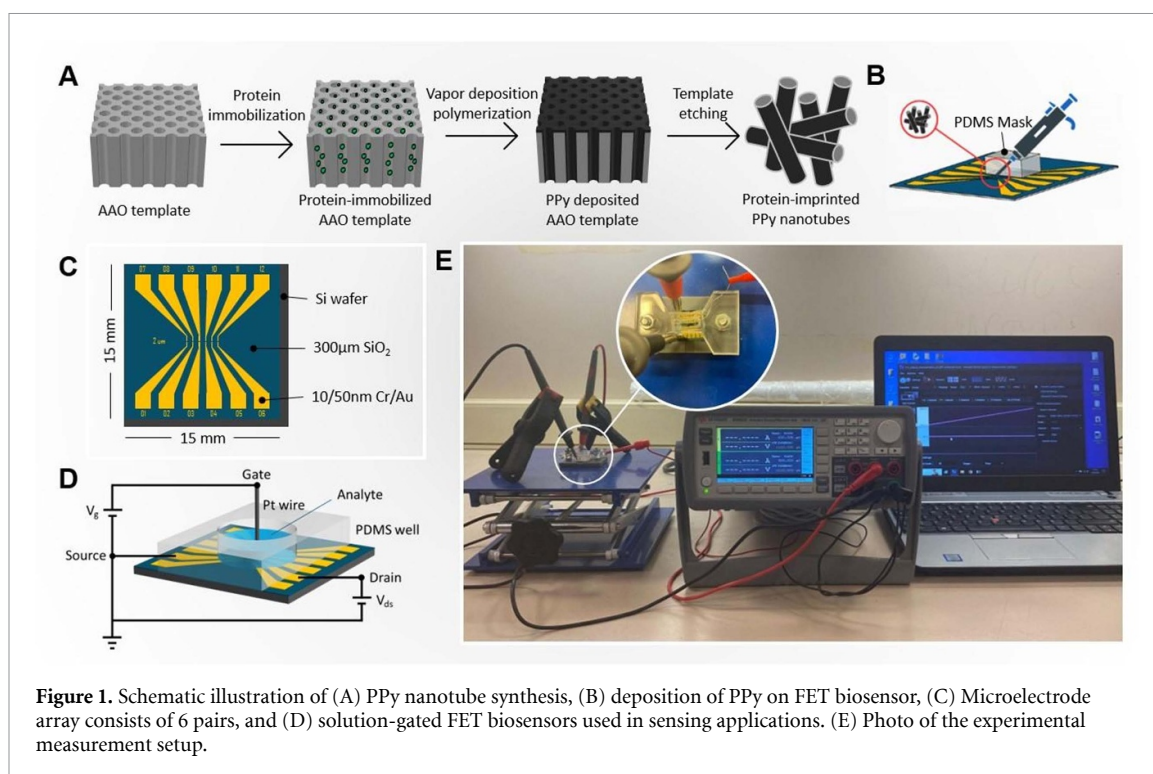 A
Protein
immobilization
Vapor deposition
polymerization
Template
etching
AAO template
Protein-immobilized
AAO template
PPy deposited
AAO template
Protein-imprinted
PPy nanotubes
B
PDMS Mask
C
07 08 09 10 11 12
15 mm
2 um
01 02 03 04 05 06
15 mm
Si wafer
300μm SiO₂
10/50nm Cr/Au
D
Gate
Vg
Pt wire
Analyte
PDMS well
Source
Drain
Vds
E
Figure 1. Schematic illustration of (A) PPy nanotube synthesis, (B) deposition of PPy on FET biosensor, (C) Microelectrode
array consists of 6 pairs, and (D) solution-gated FET biosensors used in sensing applications. (E) Photo of the experimental
measurement setup.